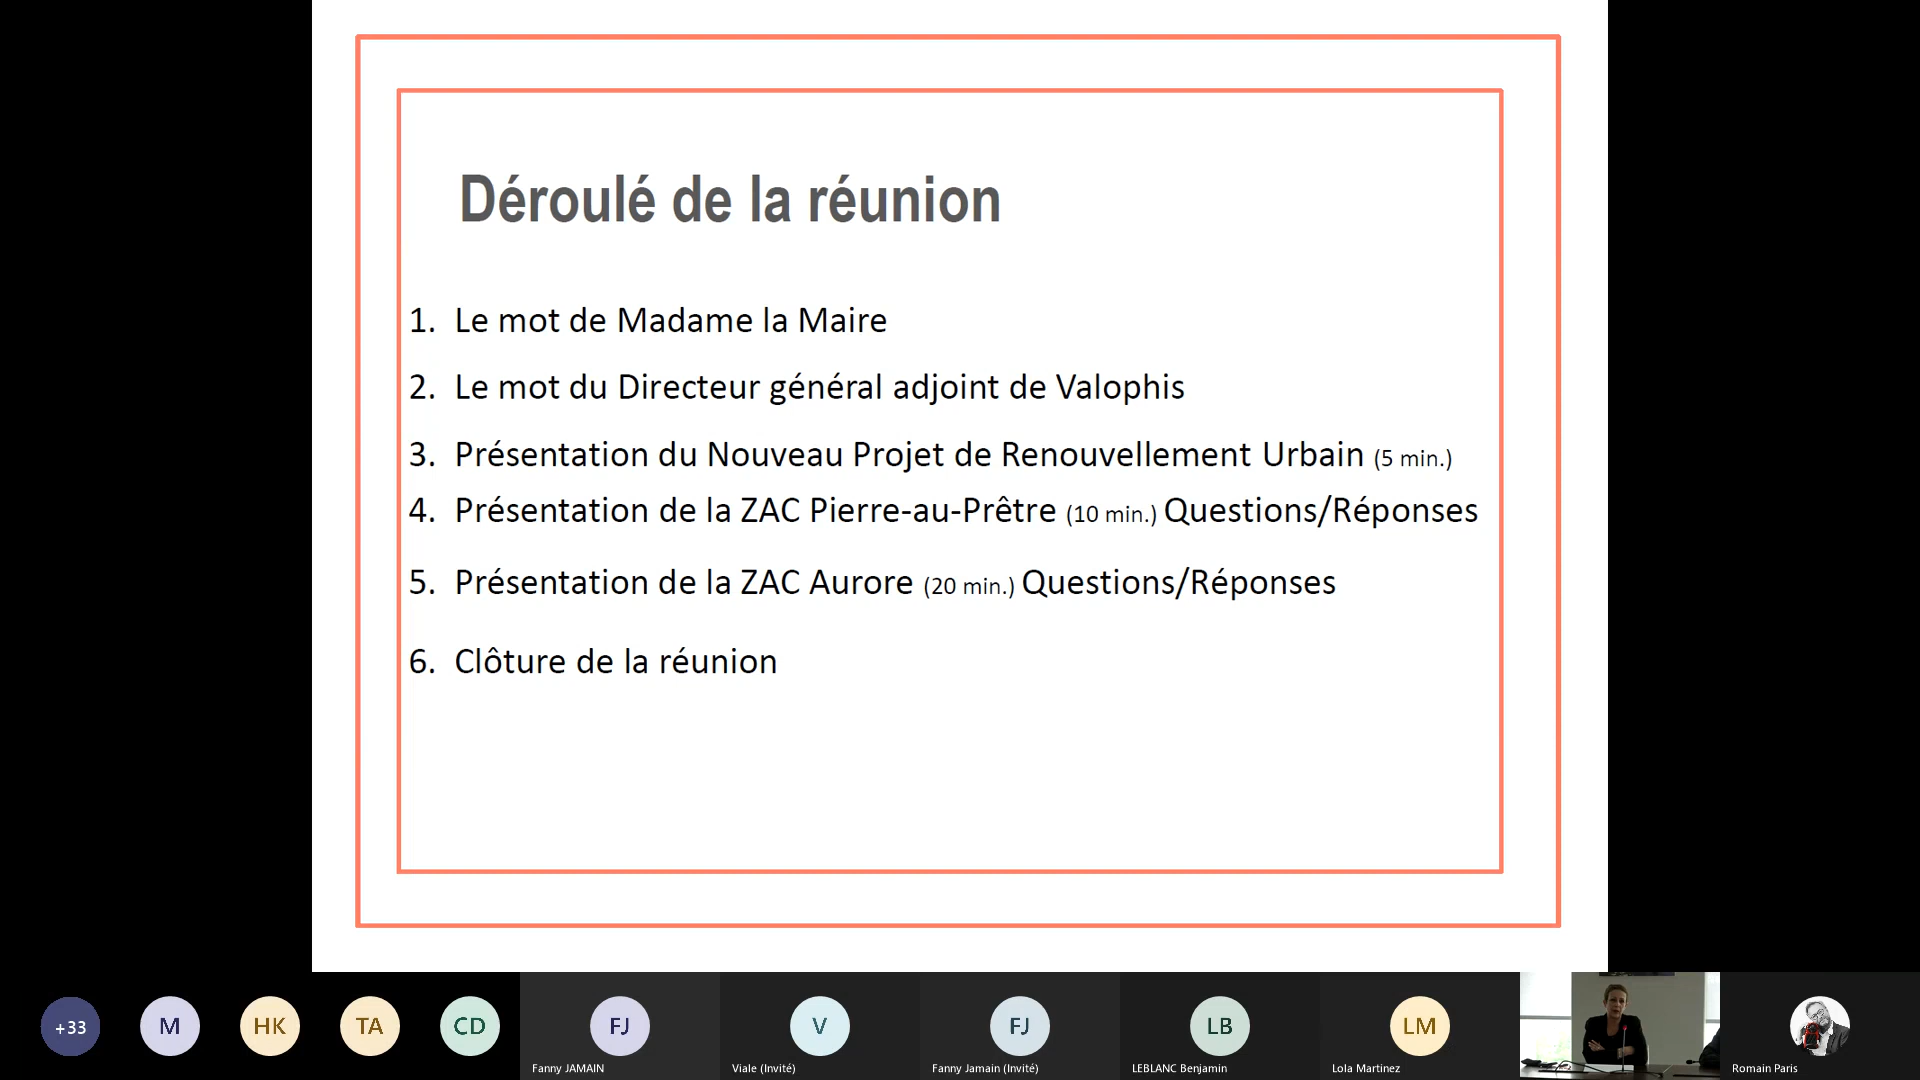 Déroulé de la réunion
1. Le mot de Madame la Maire
2. Le mot du Directeur général adjoint de Valophis
3. Présentation du Nouveau Projet de Renouvellement Urbain (5 min.)
4. Présentation de la ZAC Pierre-au-Prêtre (10 min.) Questions/Réponses
5. Présentation de la ZAC Aurore (20 min.) Questions/Réponses
6. Clôture de la réunion
+33 M HK TA CD FJ V FJ LB LM
Fanny JAMAIN Viale (Invité) Fanny Jamain (Invité) LEBLANC Benjamin Lola Martinez Romain Paris